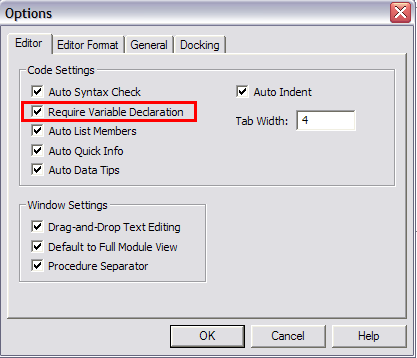 Options
Editor Editor Format General Docking
Code Settings
Auto Syntax Check Auto Indent
Require Variable Declaration
Tab Width: 4
Auto List Members
Auto Quick Info
Auto Data Tips
Window Settings
Drag-and-Drop Text Editing
Default to Full Module View
Procedure Separator
OK Cancel Help